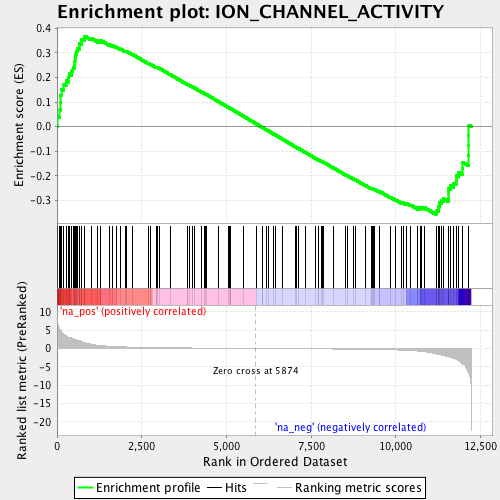 Enrichment plot: ION_CHANNEL_ACTIVITY
Enrichment score (ES)
0.4
0.3
0.2
0.1
0.0
-0.1
-0.2
-0.3
'na_pos' (positively correlated)
Ranked list metric (PreRanked)
10
5
0
-5
-10
-15
-20
Zero cross at 5874
'na_neg' (negatively correlated)
0
2,500
5,000
7,500
10,000
12,500
Rank in Ordered Dataset
Enrichment profile
Hits
Ranking metric scores